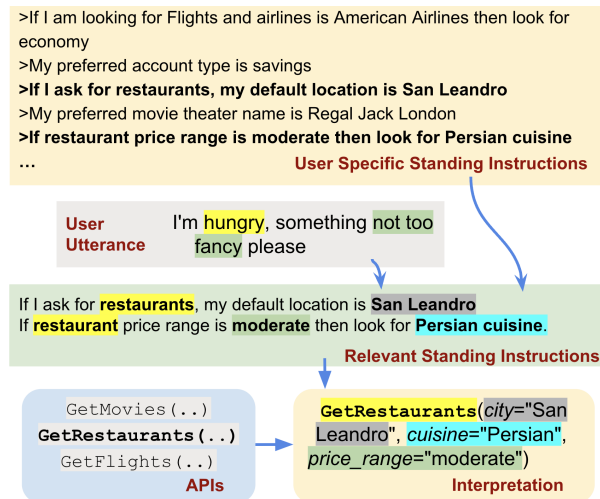 >If I am looking for Flights and airlines is American Airlines then look for
economy
>My preferred account type is savings
>If I ask for restaurants, my default location is San Leandro
>My preferred movie theater name is Regal Jack London
>If restaurant price range is moderate then look for Persian cuisine
...
User Specific Standing Instructions
User
Utterance
I'm hungry, something not too
fancy please
If I ask for restaurants, my default location is San Leandro
If restaurant price range is moderate then look for Persian cuisine.
Relevant Standing Instructions
GetMovies(..)
GetRestaurants(..)
GetFlights(..)
APIs
GetRestaurants(city="San
Leandro", cuisine="Persian",
price_range="moderate")
Interpretation